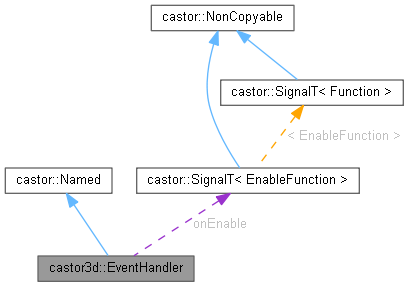 castor::NonCopyable
castor::SignalT< Function >
< EnableFunction >
castor::Named
castor::SignalT< EnableFunction >
onEnable
castor3d::EventHandler